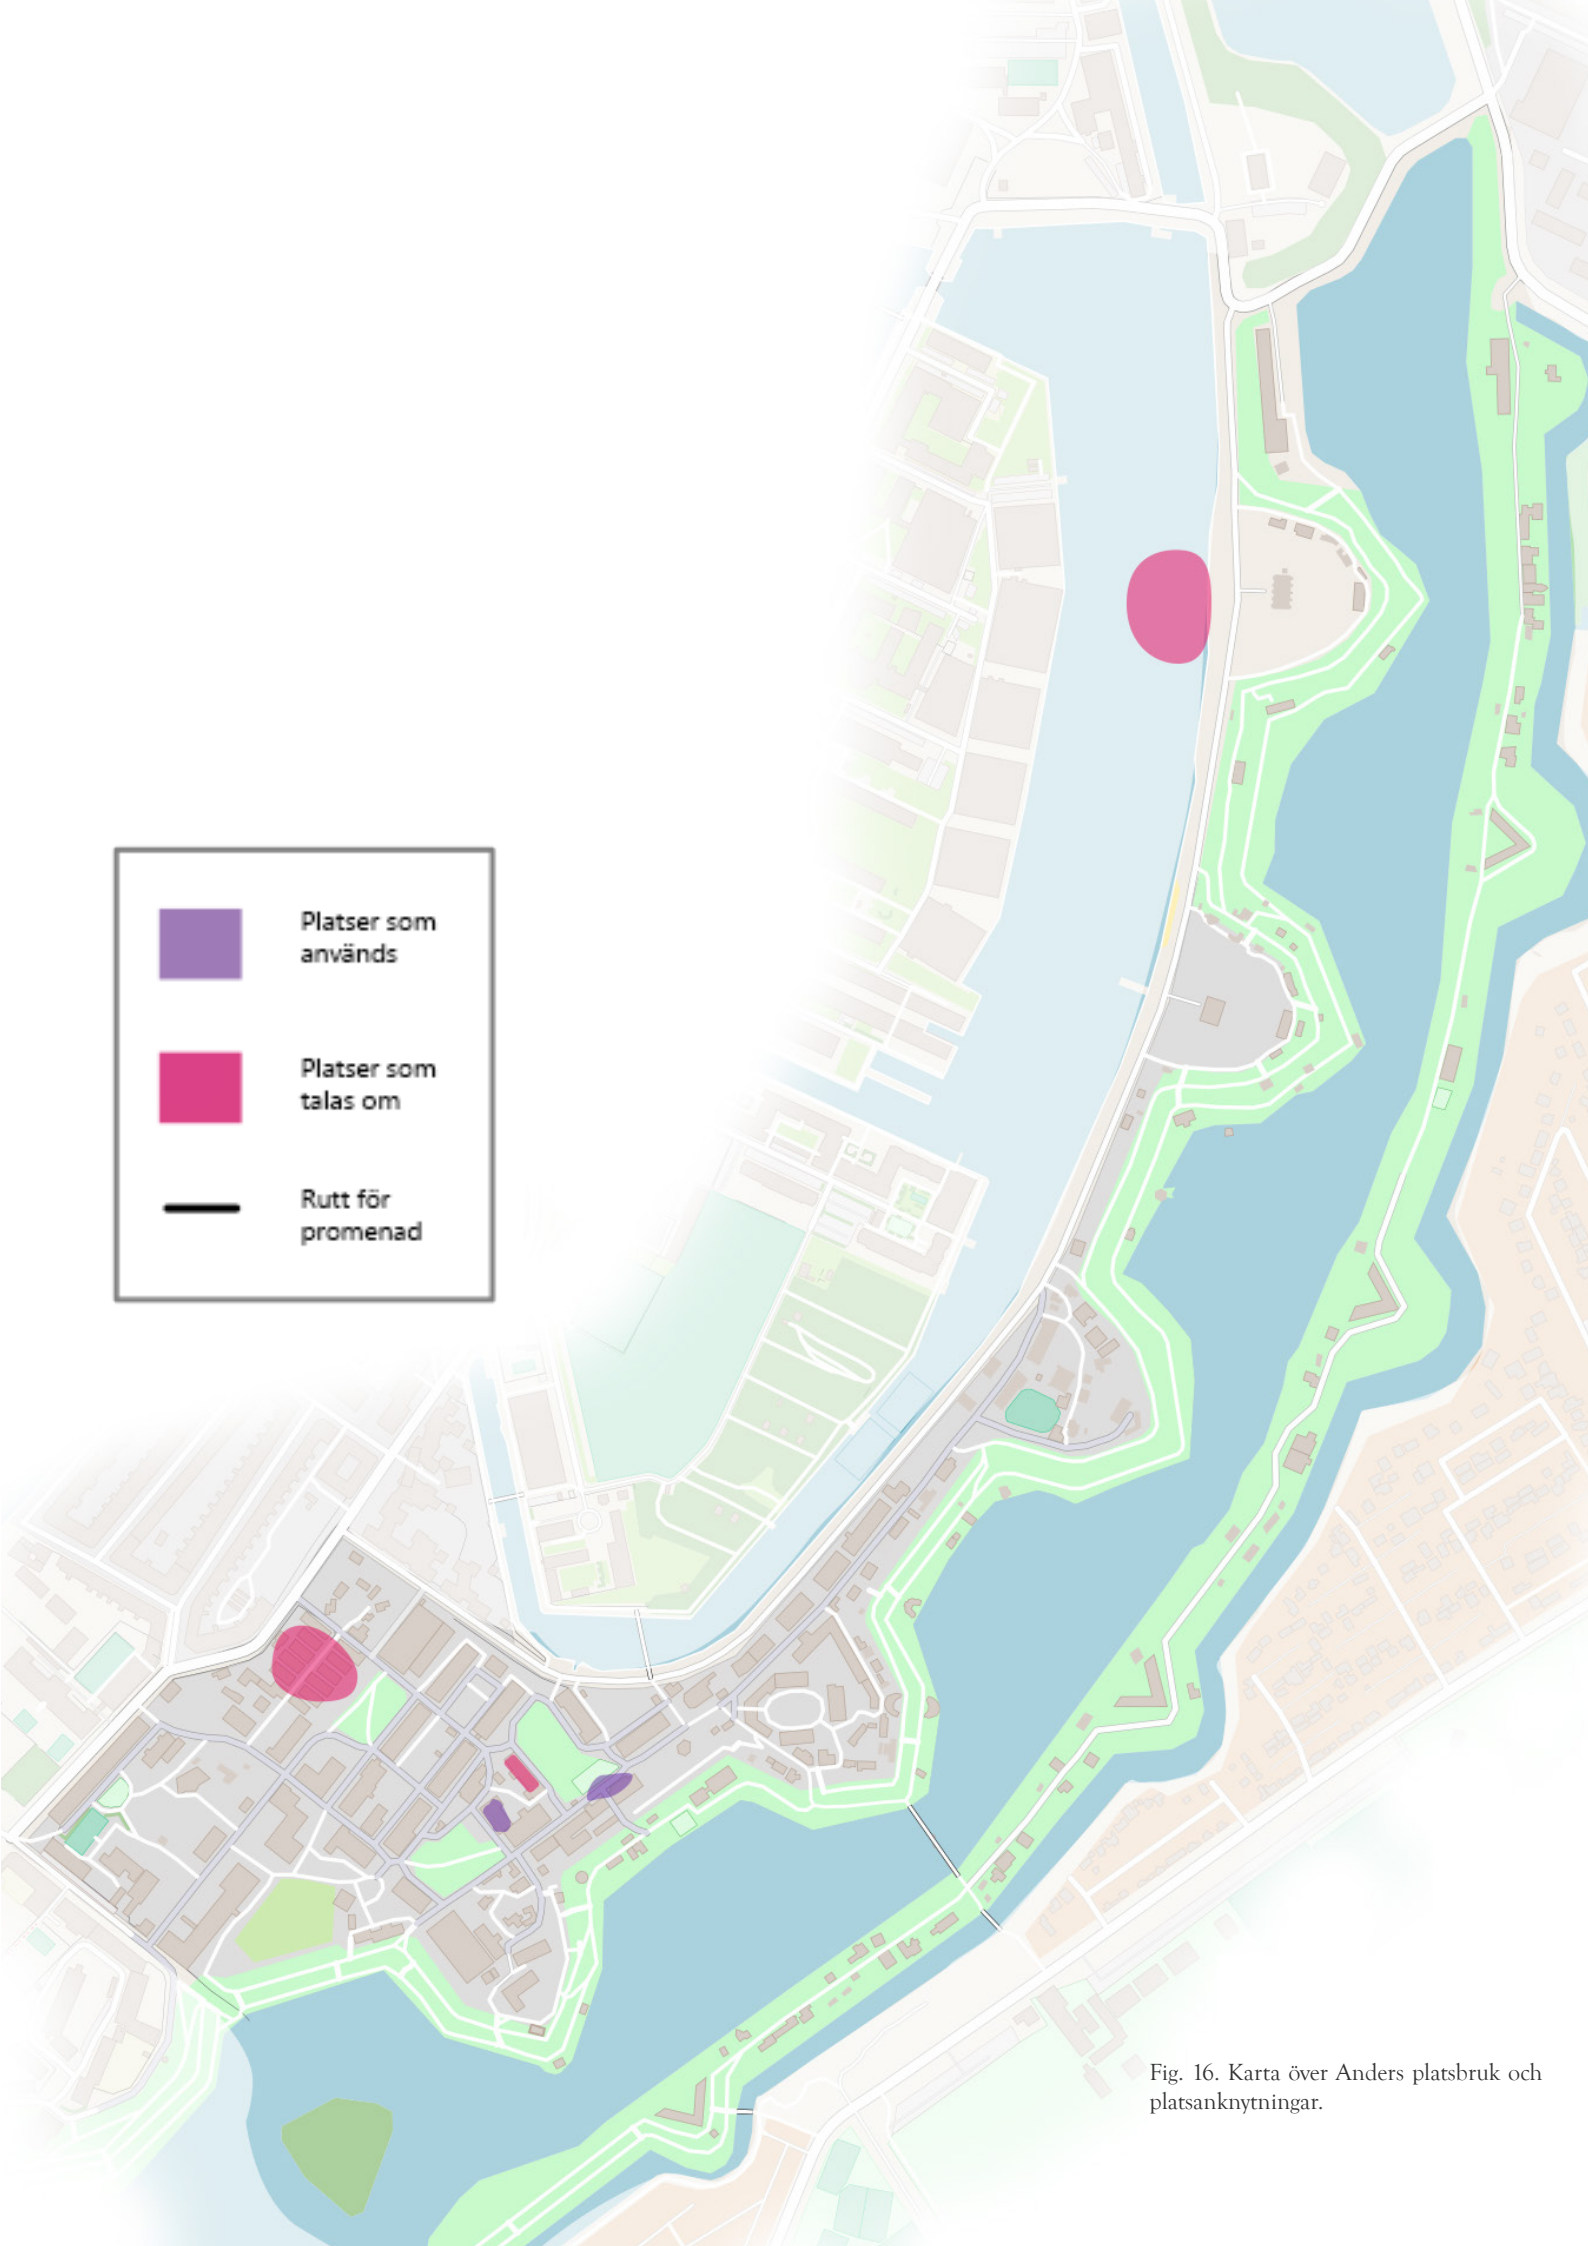 Platser som
används
Platser som
talas om
Rutt för
promenad
Fig. 16. Karta över Anders platsbruk och
platsanknytningar.